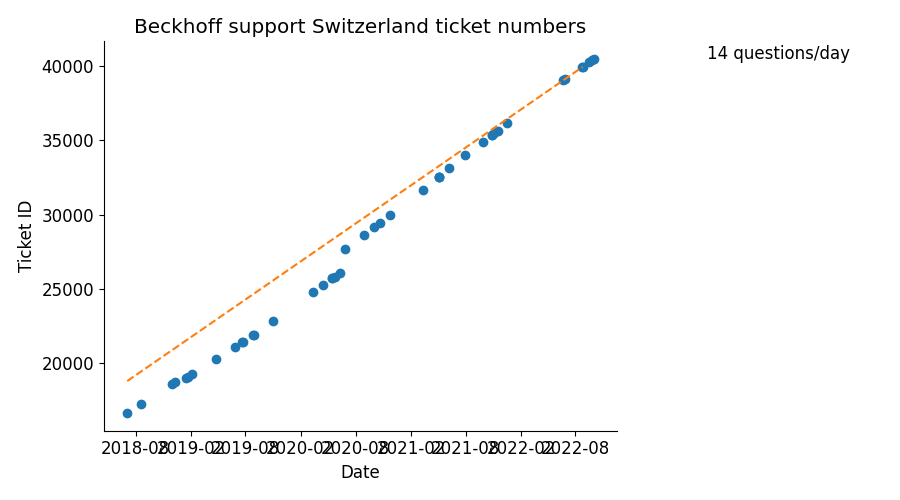 Beckhoff support Switzerland ticket numbers
14 questions/day
40000
35000
30000
25000
20000
Ticket ID
2018-08 2019-02 2019-08 2020-02 2020-08 2021-02 2021-08 2022-02 2022-08
Date